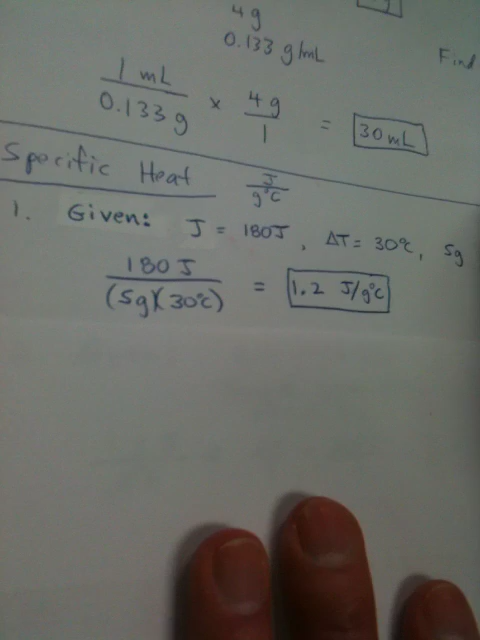 4 g
0.133 g/mL
Find
1 mL / 0.133 g × 4 g / 1 = 30 mL
Specific Heat J / g°C
1. Given: J = 180J, ΔT = 30°C, 5g
180 J / (5g)(30°C) = 1.2 J/g°C